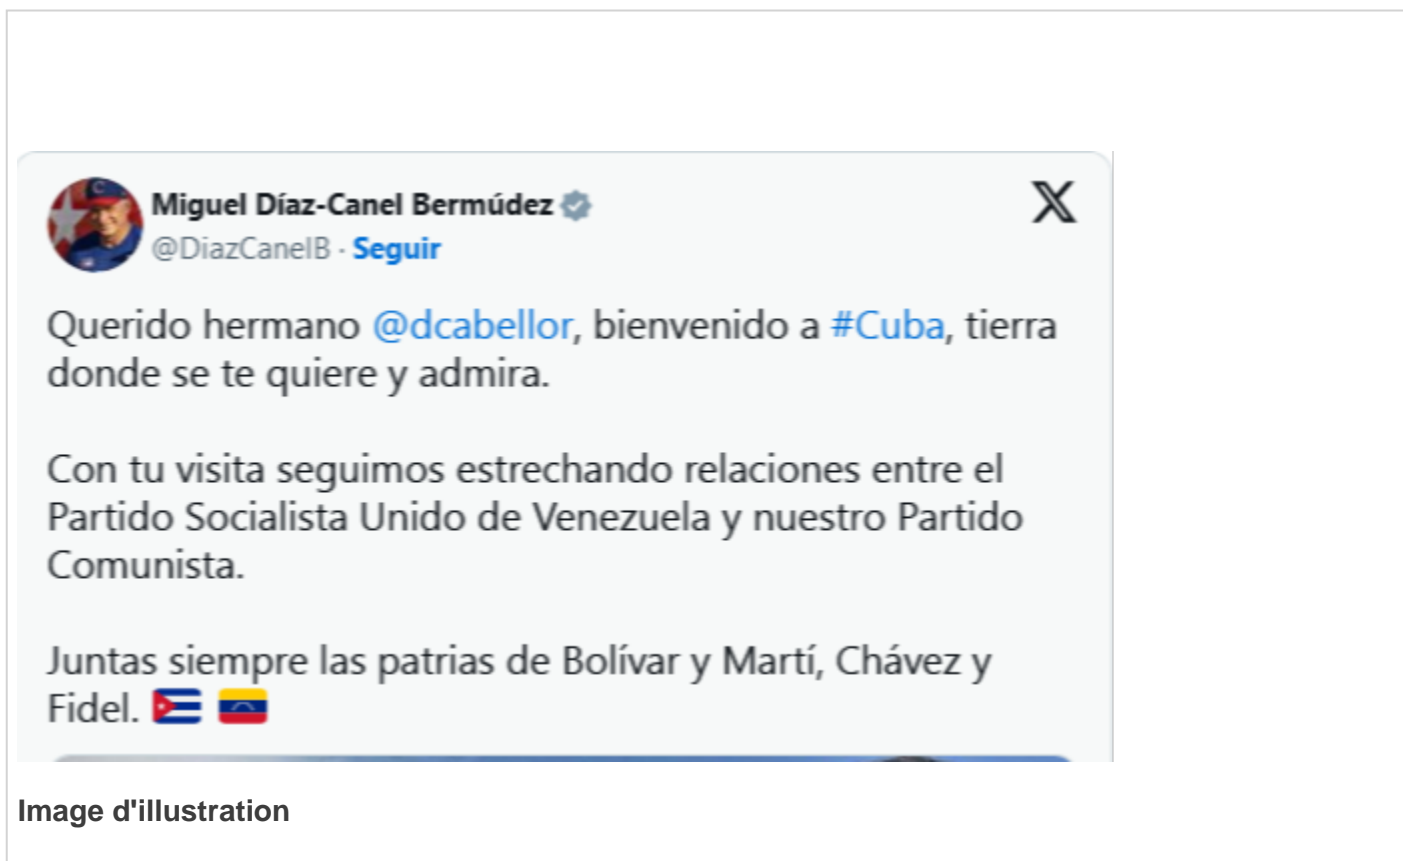 Miguel Díaz-Canel Bermúdez
@DiazCanelB · Seguir
Querido hermano @dcabellor, bienvenido a #Cuba, tierra
donde se te quiere y admira.
Con tu visita seguimos estrechando relaciones entre el
Partido Socialista Unido de Venezuela y nuestro Partido
Comunista.
Juntas siempre las patrias de Bolívar y Martí, Chávez y
Fidel. 🇨🇺 🇻🇪
Image d'illustration